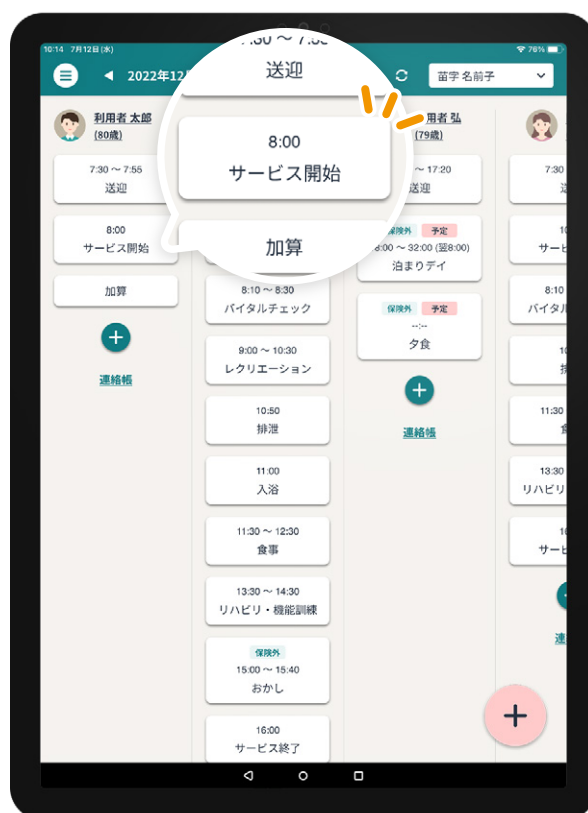 10:14 7月12日(水)
76%
2022年12
苗字 名前子
送迎
8:00
サービス開始
加算
利用者 太郎
(80歳)
7:30 ～ 7:55
送迎
8:00
サービス開始
加算
連絡帳
8:10 ～ 8:30
バイタルチェック
9:00 ～ 10:30
レクリエーション
10:50
排泄
11:00
入浴
11:30 ～ 12:30
食事
13:30 ～ 14:30
リハビリ・機能訓練
保険外
15:00 ～ 15:40
おかし
16:00
サービス終了
用者 弘
(79歳)
～ 17:20
送迎
保険外 予定
8:00 ～ 32:00 (翌8:00)
泊まりデイ
保険外 予定
--:--
夕食
連絡帳
7:30
サー
8:10
バイタル
11:30
13:30
リハビリ
サー